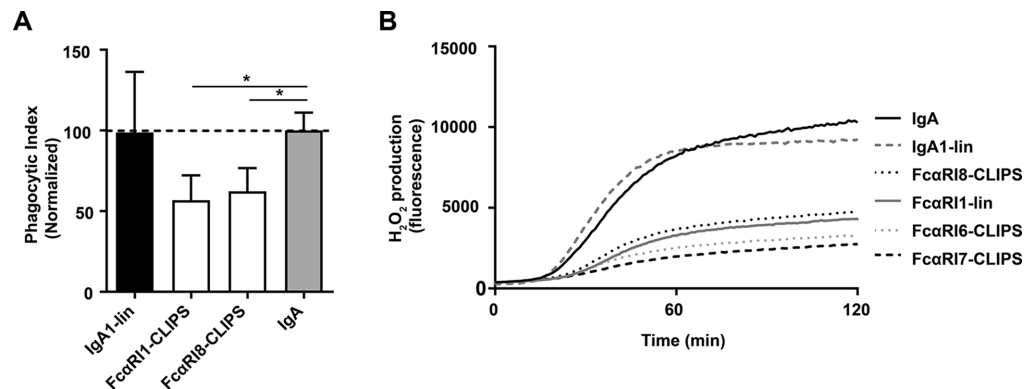 A
Phagocytic Index
(Normalized)
150
100
50
0
*
*
IgA1-lin
FcαRI1-CLIPS
FcαRI8-CLIPS
IgA
B
H2O2 production
(fluorescence)
15000
10000
5000
0
0
60
120
Time (min)
IgA
IgA1-lin
FcαRI8-CLIPS
FcαRI1-lin
FcαRI6-CLIPS
FcαRI7-CLIPS